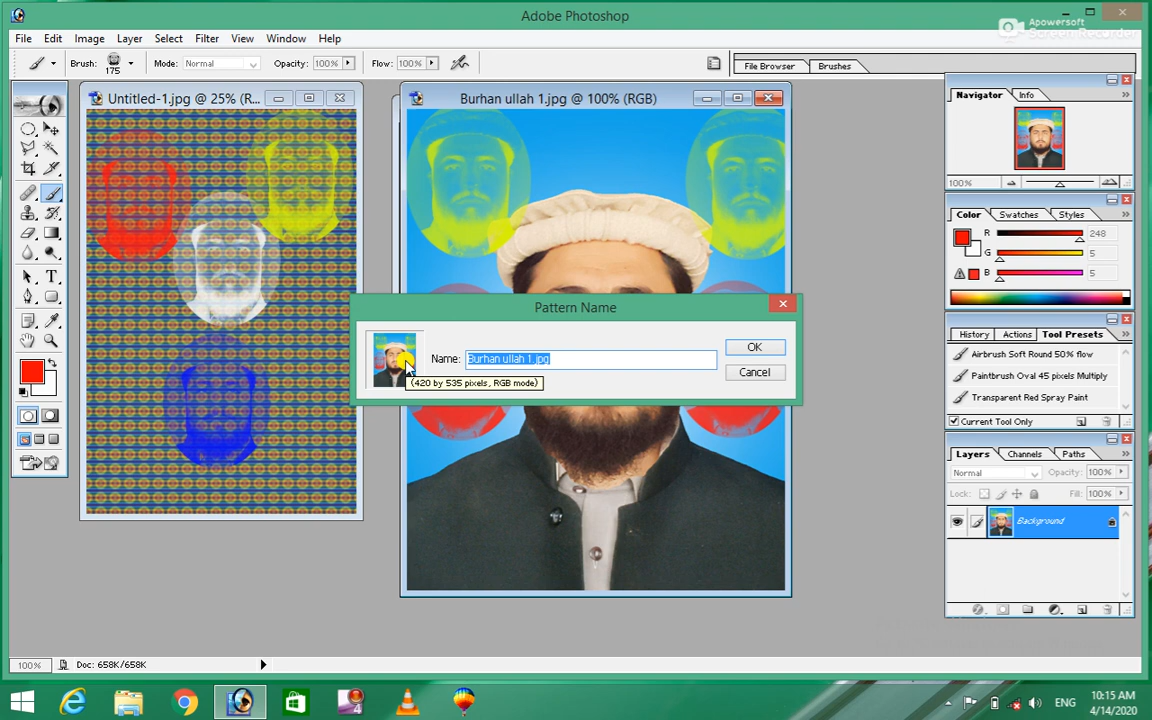 Adobe Photoshop
Apowersoft
Screen Recorder
File Edit Image Layer Select Filter View Window Help
Brush: 175 Mode: Normal Opacity: 100% Flow: 100% File Browser Brushes
Untitled-1.jpg @ 25% (R...
Burhan ullah 1.jpg @ 100% (RGB)
Navigator Info
100%
Color Swatches Styles
R 248
G 5
B 5
Pattern Name
Name: Burhan ullah 1.jpg
OK
Cancel
(420 by 535 pixels, RGB mode)
History Actions Tool Presets
Airbrush Soft Round 50% flow
Paintbrush Oval 45 pixels Multiply
Transparent Red Spray Paint
Current Tool Only
Layers Channels Paths
Normal Opacity: 100%
Lock: Fill: 100%
Background
100% Doc: 658K/658K
4
ENG
10:15 AM
4/14/2020